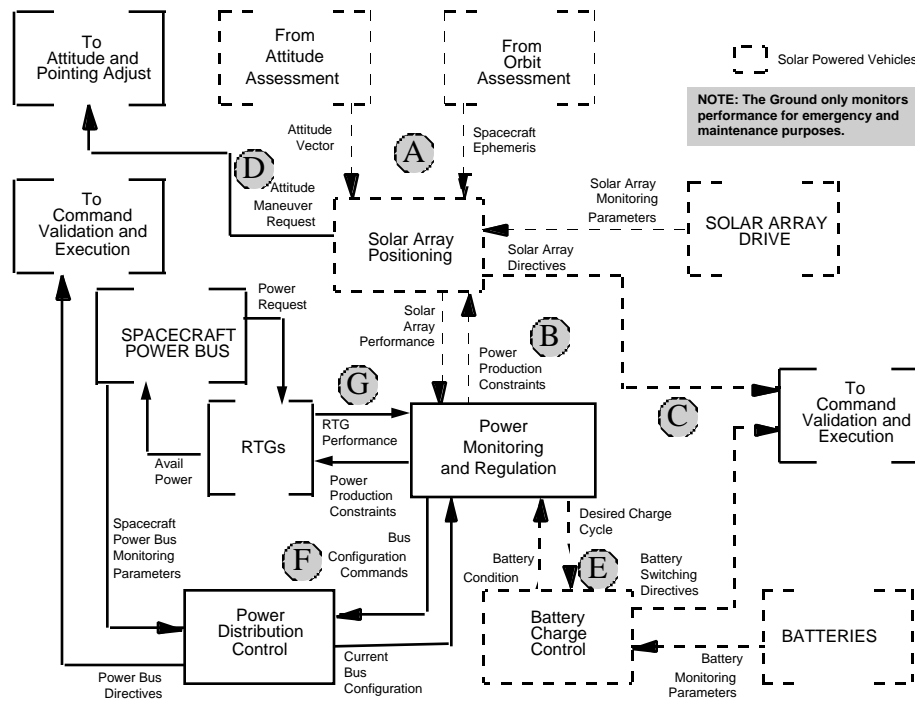 To
Attitude and
Pointing Adjust
From
Attitude
Assessment
From
Orbit
Assessment
Solar Powered Vehicles
NOTE: The Ground only monitors
performance for emergency and
maintenance purposes.
Attitude
Vector
A
Spacecraft
Ephemeris
D
Attitude
Maneuver
Request
To
Command
Validation and
Execution
Solar Array
Positioning
Solar Array
Monitoring
Parameters
SOLAR ARRAY
DRIVE
Solar Array
Directives
Power
Request
SPACECRAFT
POWER BUS
Solar
Array
Performance
B
Power
Production
Constraints
G
C
To
Command
Validation and
Execution
RTGs
RTG
Performance
Power
Monitoring
and Regulation
Avail
Power
Power
Production
Constraints
Spacecraft
Power Bus
Monitoring
Parameters
F
Bus
Configuration
Commands
Desired Charge
Cycle
Battery
Condition
E
Battery
Switching
Directives
Power
Distribution
Control
Battery
Charge
Control
BATTERIES
Power Bus
Directives
Current
Bus
Configuration
Battery
Monitoring
Parameters